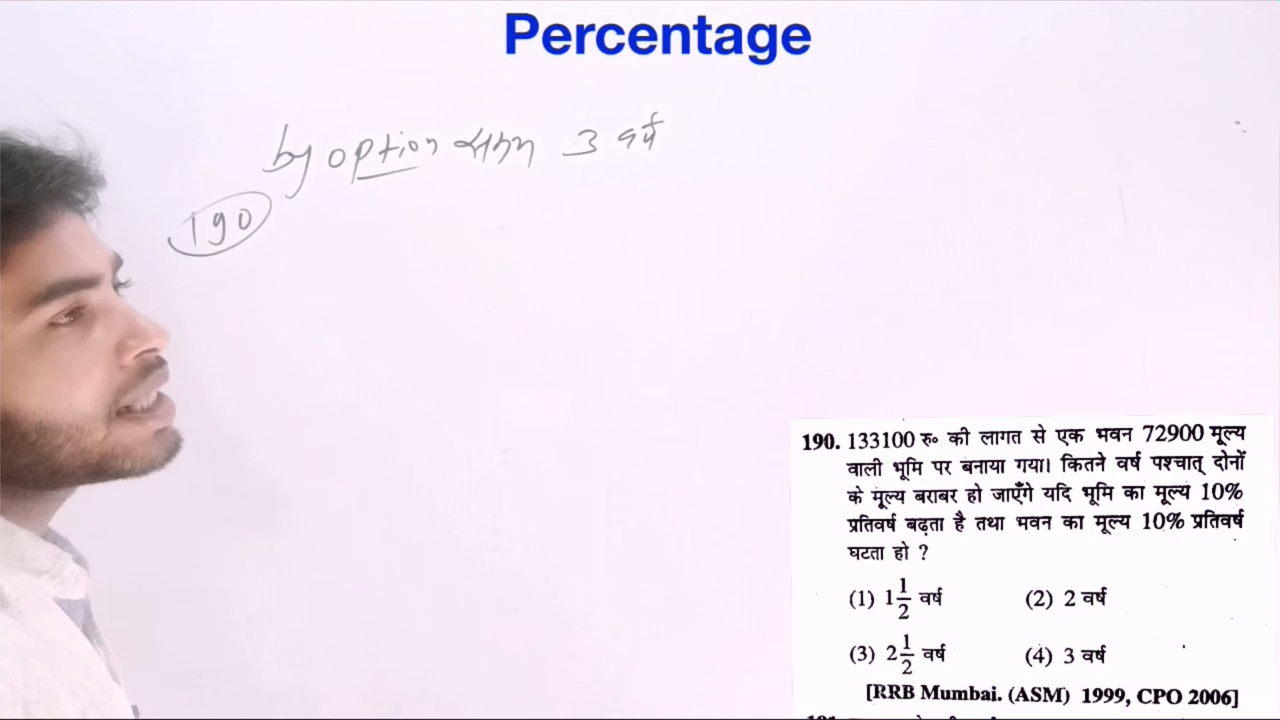 Percentage
by option समय 3 वर्ष
190
190. 133100 रु० की लागत से एक भवन 72900 मूल्य
वाली भूमि पर बनाया गया। कितने वर्ष पश्चात् दोनों
के मूल्य बराबर हो जाएँगे यदि भूमि का मूल्य 10%
प्रतिवर्ष बढ़ता है तथा भवन का मूल्य 10% प्रतिवर्ष
घटता हो ?
(1) 1 1/2 वर्ष (2) 2 वर्ष
(3) 2 1/2 वर्ष (4) 3 वर्ष
[RRB Mumbai. (ASM) 1999, CPO 2006]